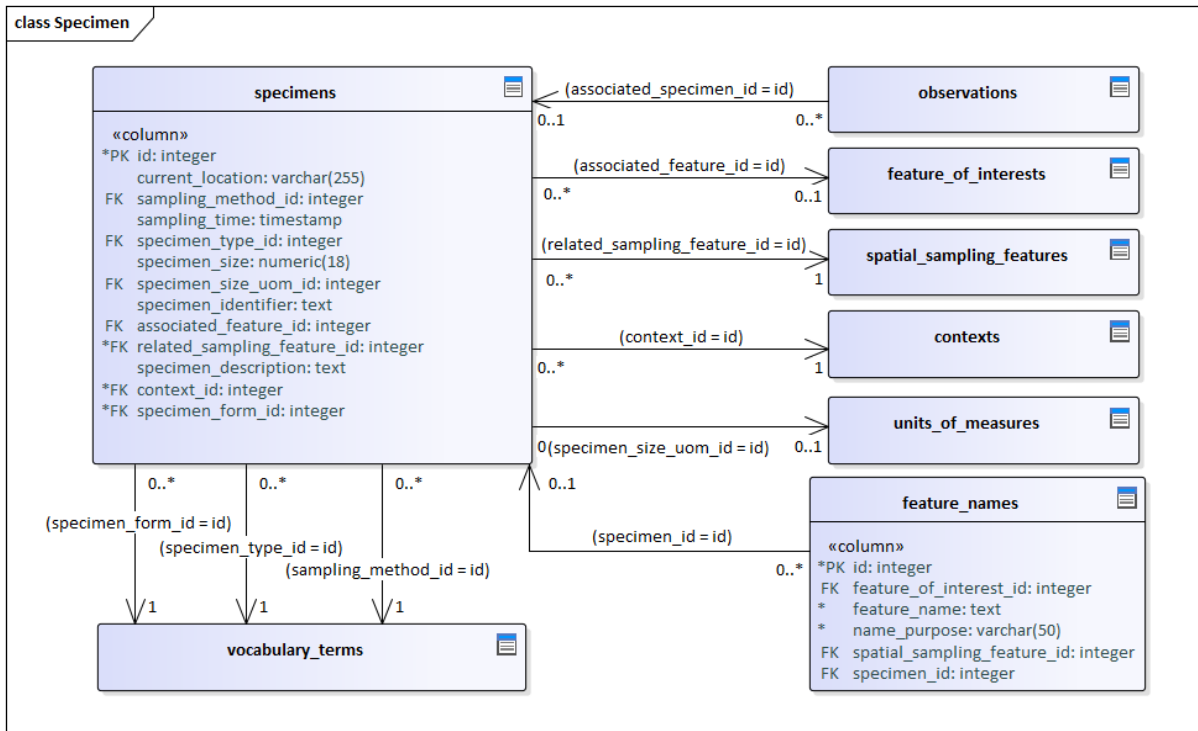 class Specimen
specimens
«column»
*PK id: integer
current_location: varchar(255)
FK sampling_method_id: integer
sampling_time: timestamp
FK specimen_type_id: integer
specimen_size: numeric(18)
FK specimen_size_uom_id: integer
specimen_identifier: text
FK associated_feature_id: integer
*FK related_sampling_feature_id: integer
specimen_description: text
*FK context_id: integer
*FK specimen_form_id: integer
(associated_specimen_id = id)
0..1
0..*
observations
(associated_feature_id = id)
0..*
0..1
feature_of_interests
(related_sampling_feature_id = id)
0..*
1
spatial_sampling_features
(context_id = id)
0..*
1
contexts
0
(specimen_size_uom_id = id)
0..1
units_of_measures
0..1
(specimen_id = id)
0..*
feature_names
«column»
*PK id: integer
FK feature_of_interest_id: integer
* feature_name: text
* name_purpose: varchar(50)
FK spatial_sampling_feature_id: integer
FK specimen_id: integer
0..*
0..*
0..*
(specimen_form_id = id)
(specimen_type_id = id)
(sampling_method_id = id)
1
1
1
vocabulary_terms